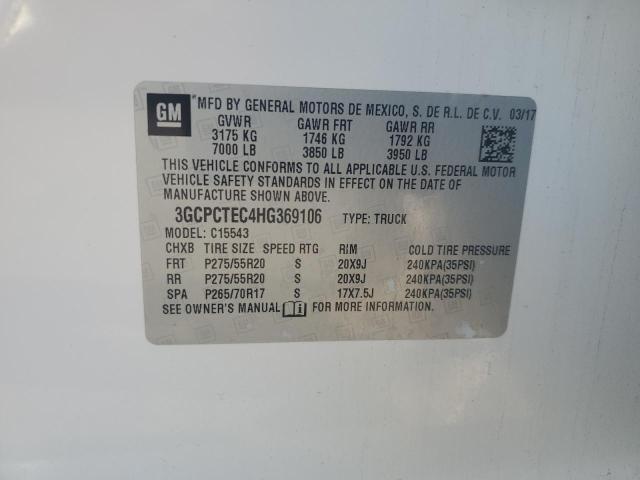 GM *MFD BY GENERAL MOTORS DE MEXICO, S. DE R.L. DE C.V. 03/17
GVWR GAWR FRT GAWR RR
3175 KG 1746 KG 1792 KG
7000 LB 3850 LB 3950 LB
THIS VEHICLE CONFORMS TO ALL APPLICABLE U.S. FEDERAL MOTOR
VEHICLE SAFETY STANDARDS IN EFFECT ON THE DATE OF
MANUFACTURE SHOWN ABOVE.
3GCPCTEC4HG369106 TYPE: TRUCK
MODEL: C15543
CHXB TIRE SIZE SPEED RTG RIM COLD TIRE PRESSURE
FRT P275/55R20 S 20X9J 240KPA(35PSI)
RR P275/55R20 S 20X9J 240KPA(35PSI)
SPA P265/70R17 S 17X7.5J 240KPA(35PSI)
SEE OWNER'S MANUAL FOR MORE INFORMATION.